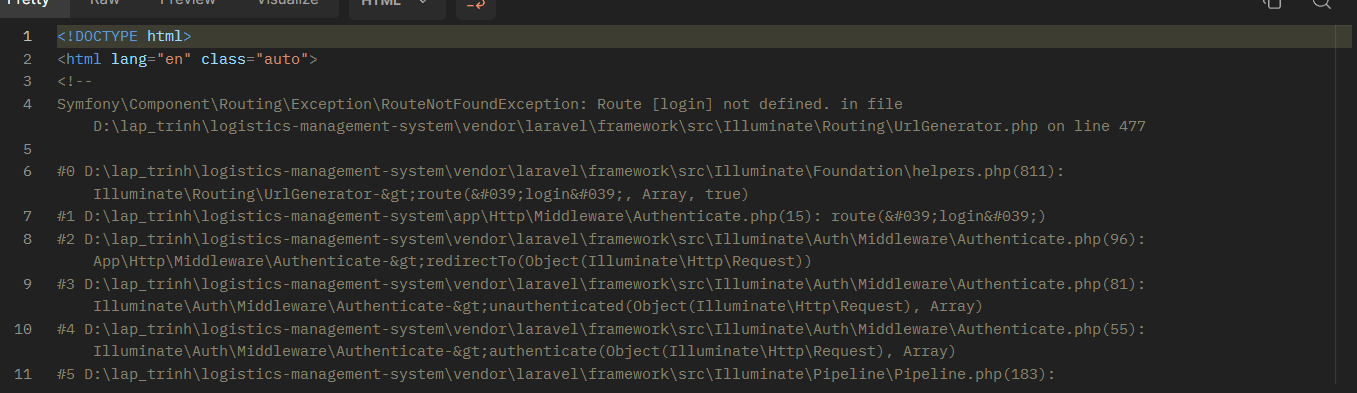 Pretty Raw Preview Visualize HTML
1 <!DOCTYPE html>
2 <html lang="en" class="auto">
3 <!--
4 Symfony\Component\Routing\Exception\RouteNotFoundException: Route [login] not defined. in file
D:\lap_trinh\logistics-management-system\vendor\laravel\framework\src\Illuminate\Routing\UrlGenerator.php on line 477
5
6 #0 D:\lap_trinh\logistics-management-system\vendor\laravel\framework\src\Illuminate\Foundation\helpers.php(811):
Illuminate\Routing\UrlGenerator-&gt;route(&#039;login&#039;, Array, true)
7 #1 D:\lap_trinh\logistics-management-system\app\Http\Middleware\Authenticate.php(15): route(&#039;login&#039;)
8 #2 D:\lap_trinh\logistics-management-system\vendor\laravel\framework\src\Illuminate\Auth\Middleware\Authenticate.php(96):
App\Http\Middleware\Authenticate-&gt;redirectTo(Object(Illuminate\Http\Request))
9 #3 D:\lap_trinh\logistics-management-system\vendor\laravel\framework\src\Illuminate\Auth\Middleware\Authenticate.php(81):
Illuminate\Auth\Middleware\Authenticate-&gt;unauthenticated(Object(Illuminate\Http\Request), Array)
10 #4 D:\lap_trinh\logistics-management-system\vendor\laravel\framework\src\Illuminate\Auth\Middleware\Authenticate.php(55):
Illuminate\Auth\Middleware\Authenticate-&gt;authenticate(Object(Illuminate\Http\Request), Array)
11 #5 D:\lap_trinh\logistics-management-system\vendor\laravel\framework\src\Illuminate\Pipeline\Pipeline.php(183):